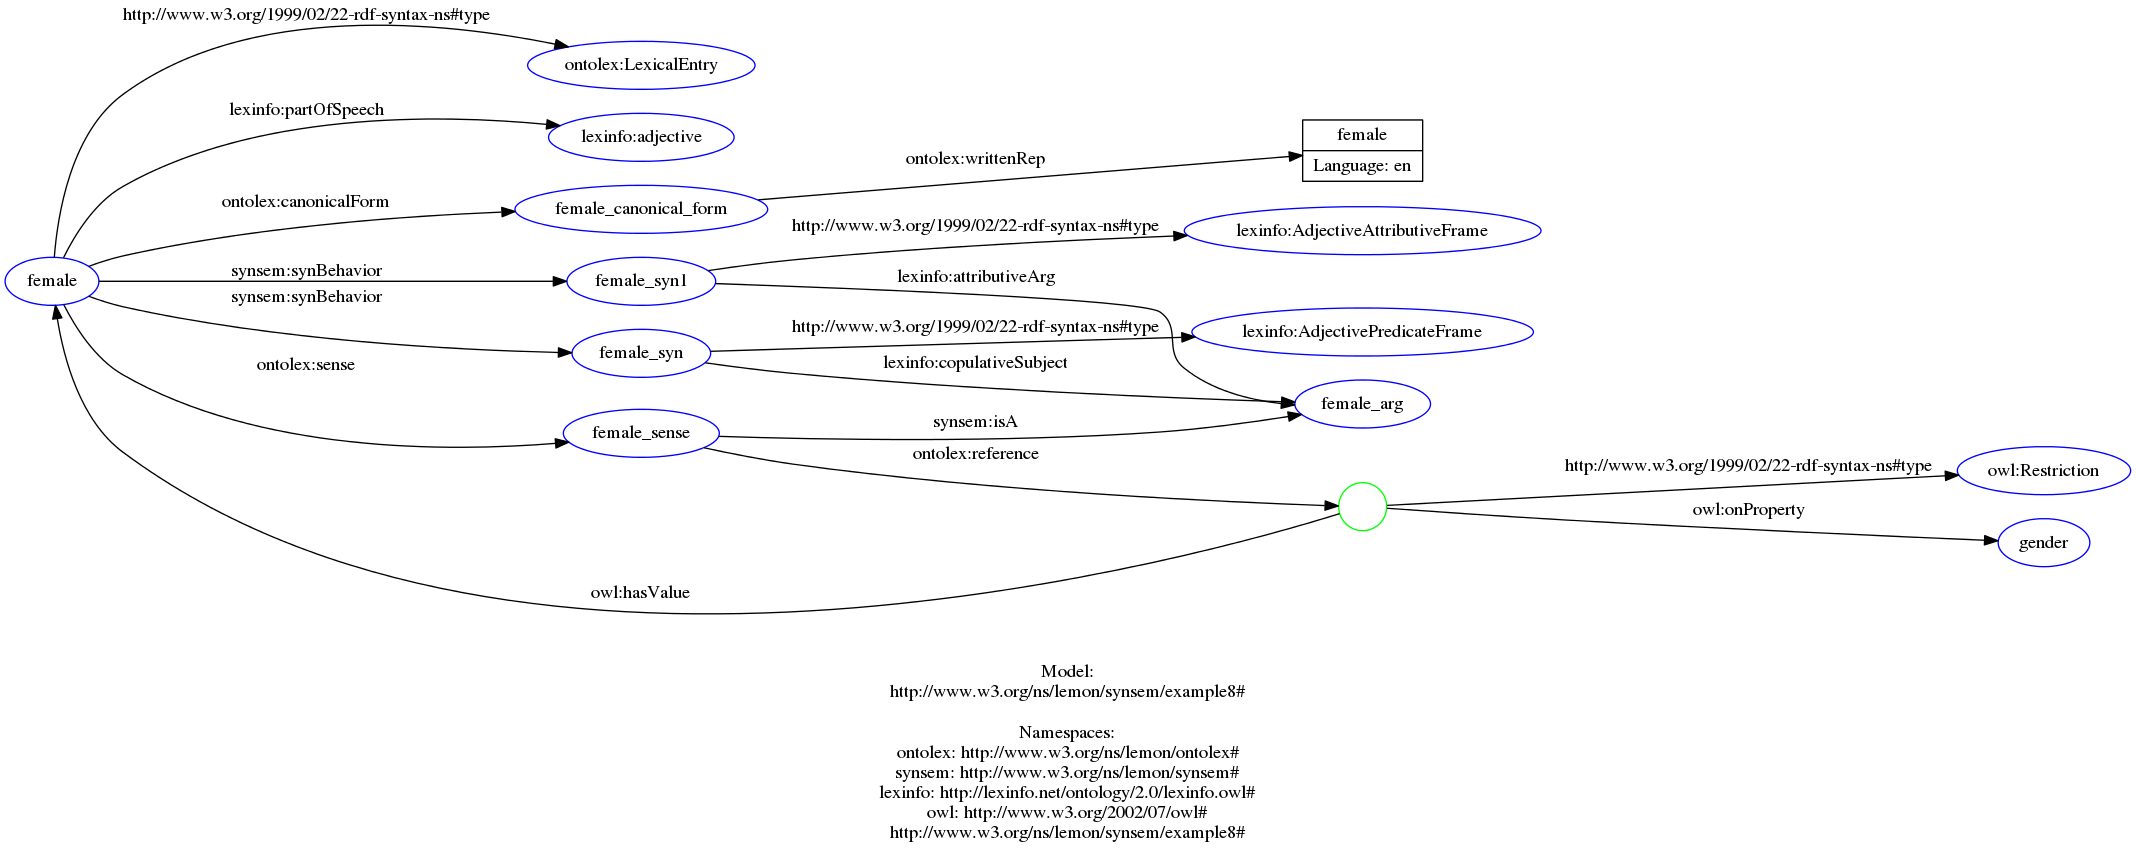 http://www.w3.org/1999/02/22-rdf-syntax-ns#type
ontolex:LexicalEntry
lexinfo:partOfSpeech
lexinfo:adjective
female
Language: en
ontolex:writtenRep
ontolex:canonicalForm
female_canonical_form
http://www.w3.org/1999/02/22-rdf-syntax-ns#type
lexinfo:AdjectiveAttributiveFrame
female
synsem:synBehavior
female_syn1
lexinfo:attributiveArg
synsem:synBehavior
http://www.w3.org/1999/02/22-rdf-syntax-ns#type
lexinfo:AdjectivePredicateFrame
female_syn
lexinfo:copulativeSubject
ontolex:sense
female_arg
female_sense
synsem:isA
ontolex:reference
http://www.w3.org/1999/02/22-rdf-syntax-ns#type
owl:Restriction
owl:onProperty
gender
owl:hasValue
Model:
http://www.w3.org/ns/lemon/synsem/example8#
Namespaces:
ontolex: http://www.w3.org/ns/lemon/ontolex#
synsem: http://www.w3.org/ns/lemon/synsem#
lexinfo: http://lexinfo.net/ontology/2.0/lexinfo.owl#
owl: http://www.w3.org/2002/07/owl#
http://www.w3.org/ns/lemon/synsem/example8#